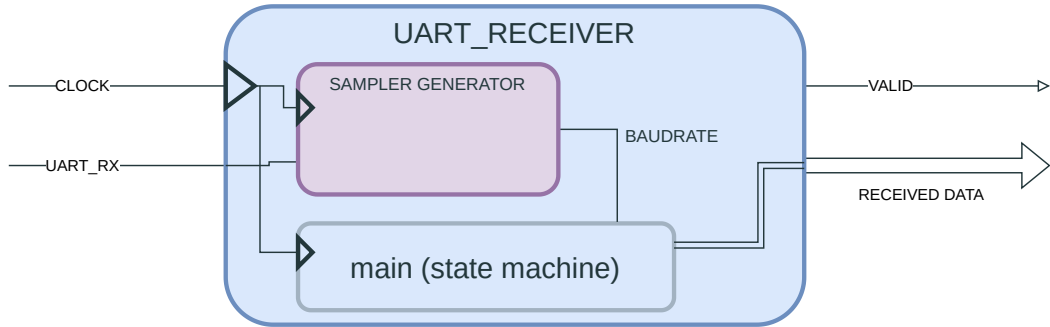 UART_RECEIVER
SAMPLER GENERATOR
CLOCK
VALID
BAUDRATE
UART_RX
RECEIVED DATA
main (state machine)